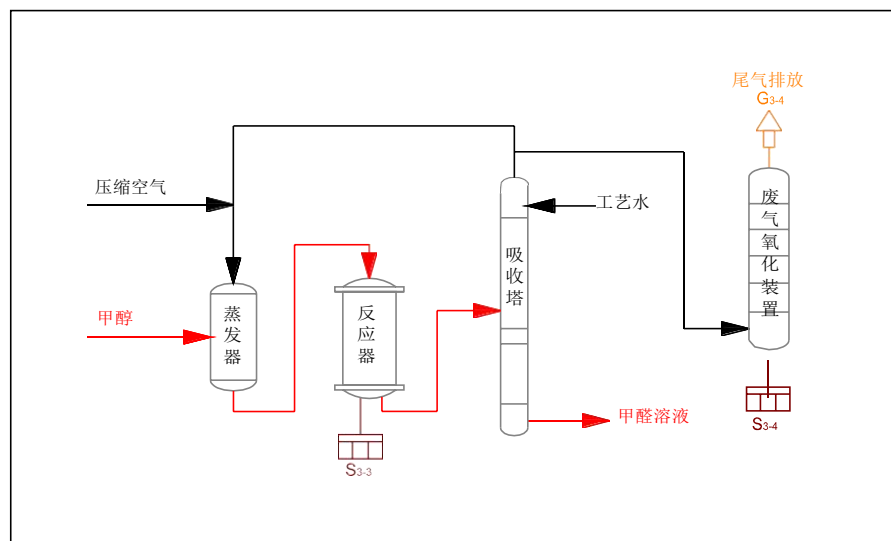 尾气排放
G3-4
压缩空气
工艺水
废气氧化装置
吸收塔
甲醇
蒸发器
反应器
甲醛溶液
S3-3
S3-4